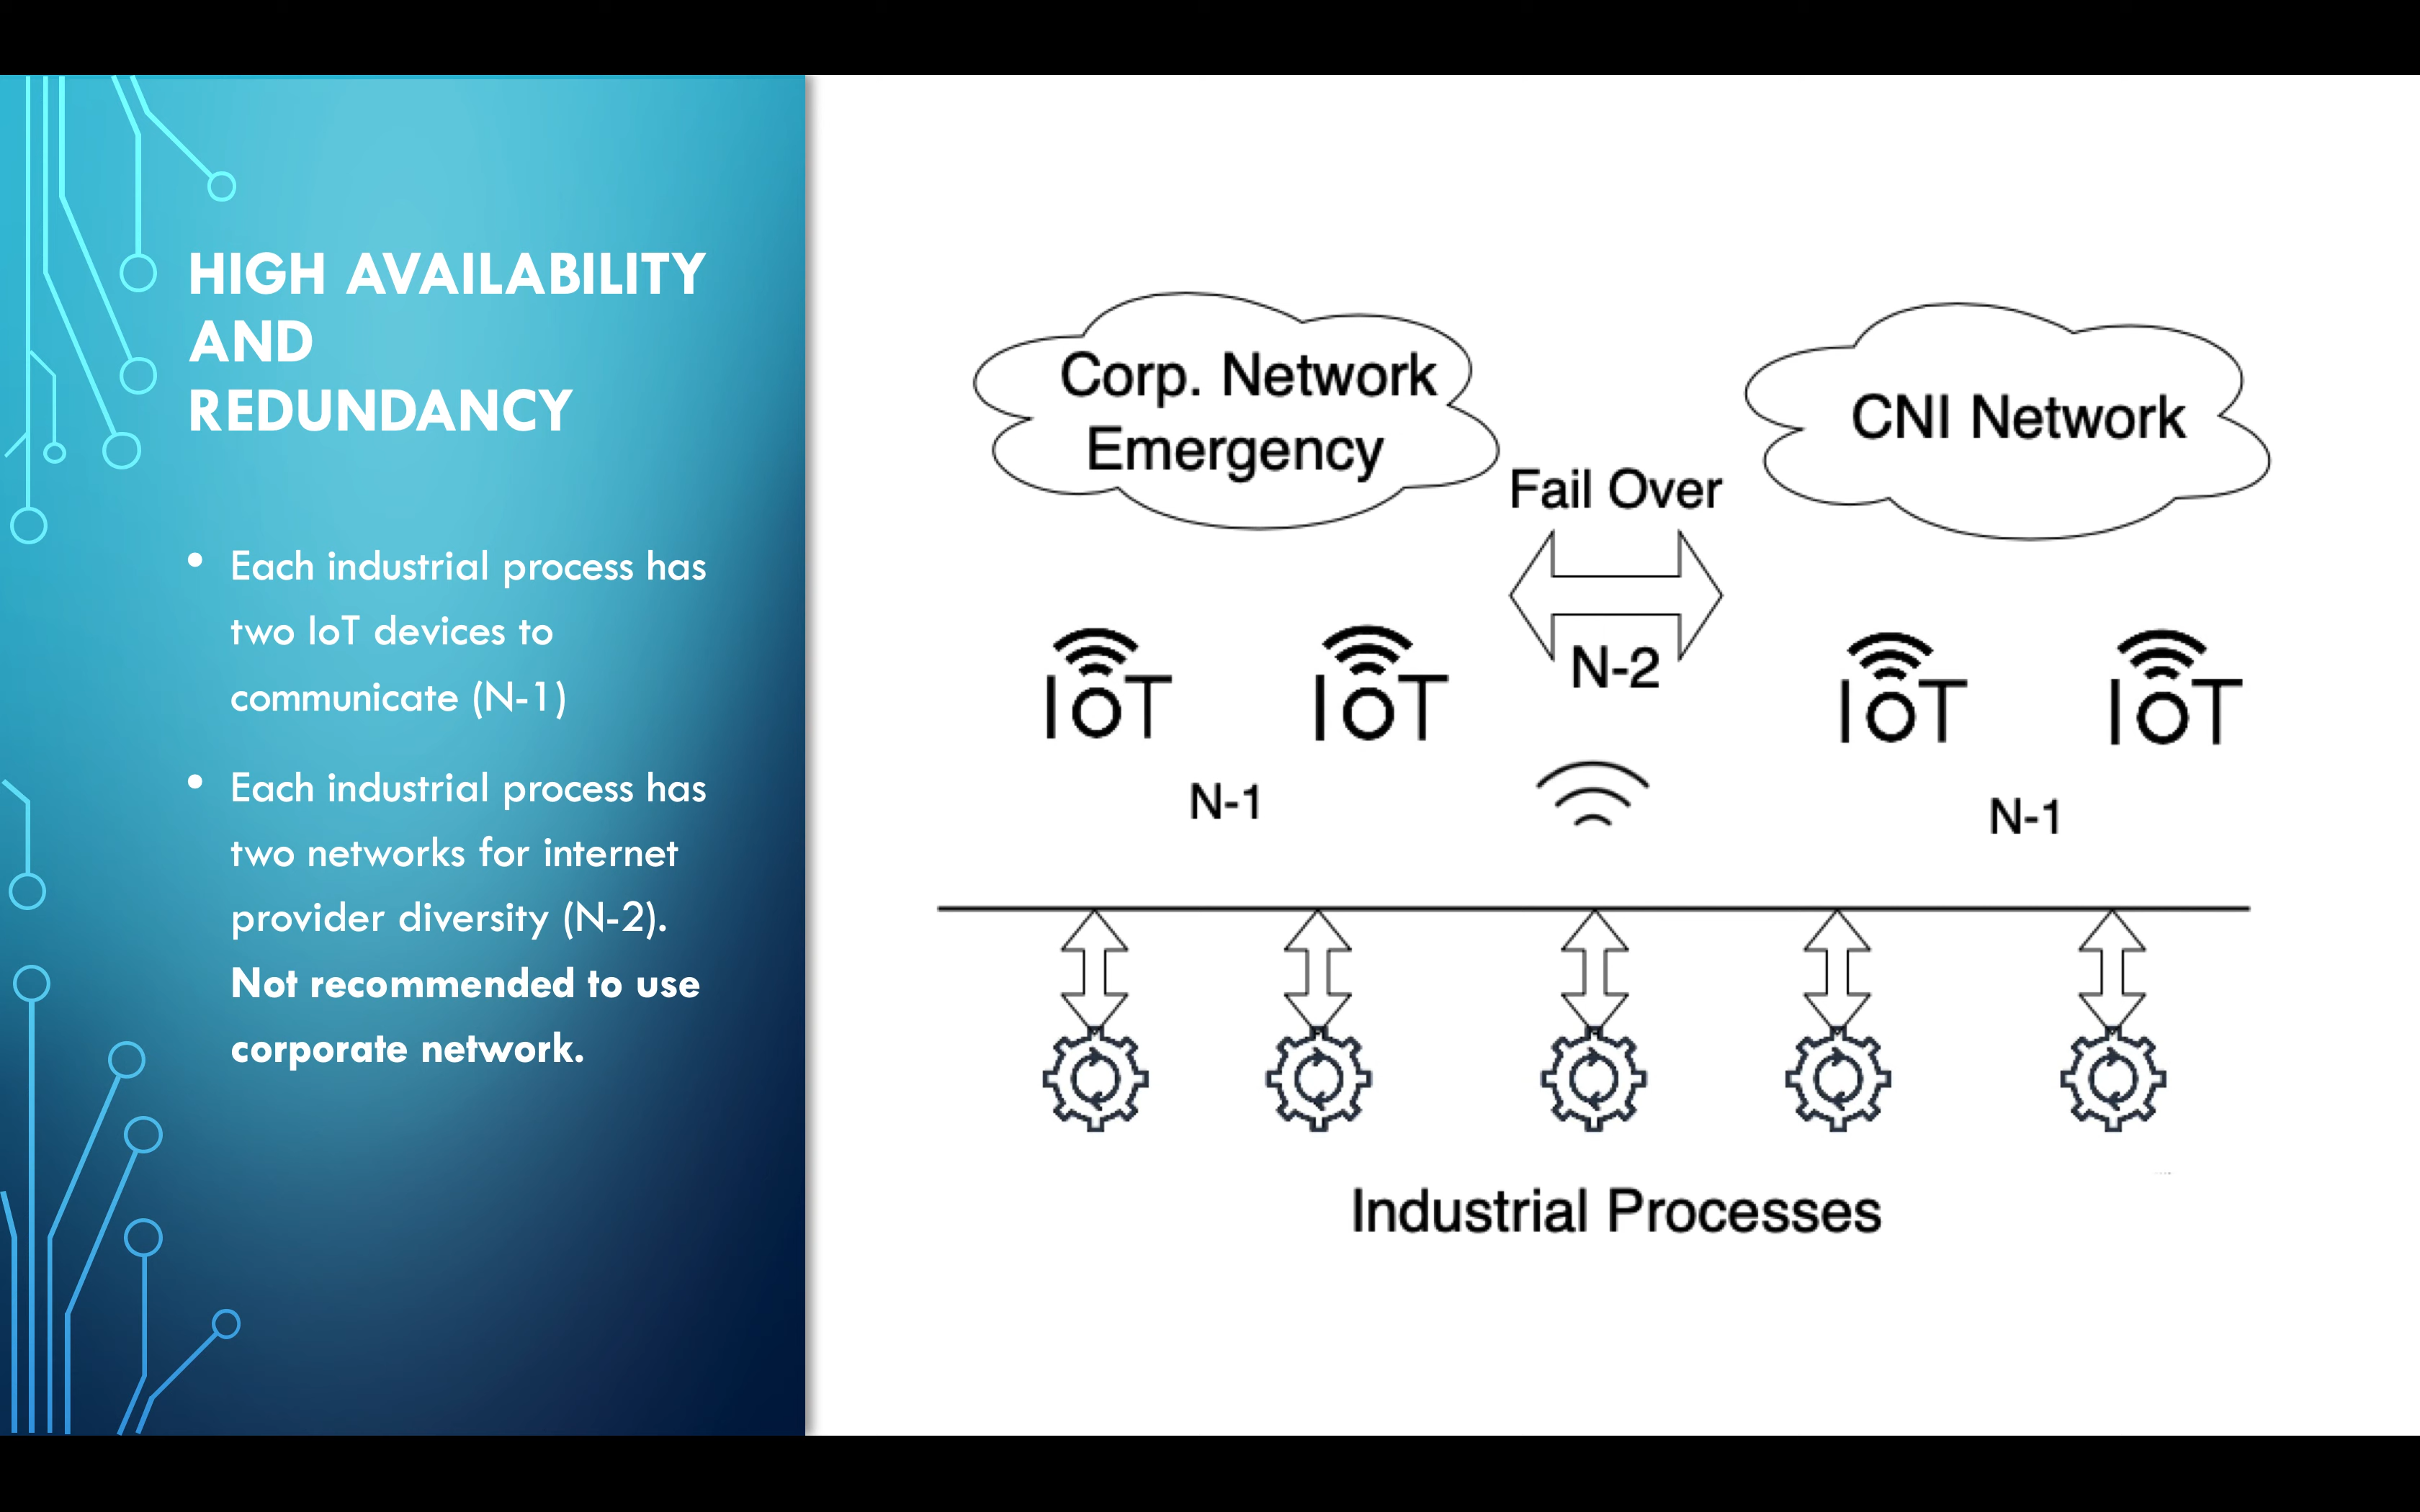 HIGH AVAILABILITY
AND
REDUNDANCY
• Each industrial process has
two IoT devices to
communicate (N-1)
• Each industrial process has
two networks for internet
provider diversity (N-2).
Not recommended to use
corporate network.
Corp. Network
Emergency
CNI Network
Fail Over
N-2
IoT
IoT
IoT
IoT
N-1
N-1
Industrial Processes